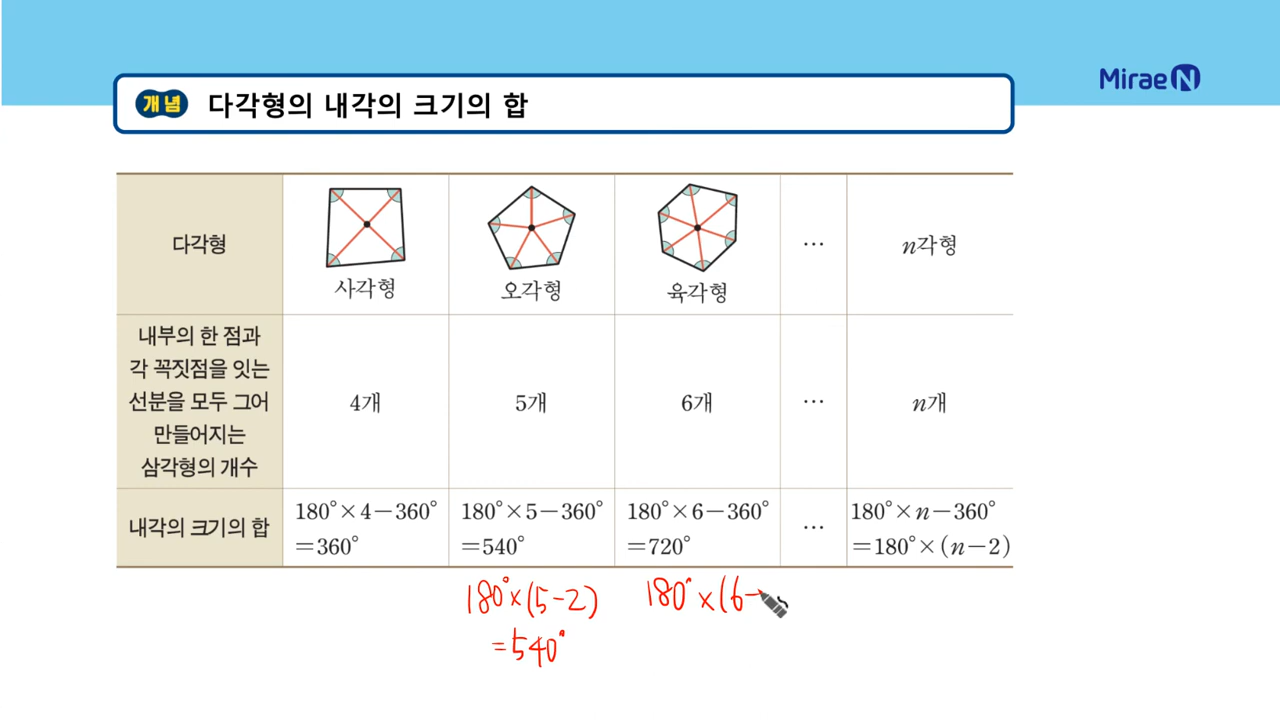 Mirae N
개념 다각형의 내각의 크기의 합
다각형
사각형
오각형
육각형
…
n각형
내부의 한 점과
각 꼭짓점을 잇는
선분을 모두 그어
만들어지는
삼각형의 개수
4개
5개
6개
…
n개
내각의 크기의 합
180°×4-360°
=360°
180°×5-360°
=540°
180°×6-360°
=720°
…
180°×n-360°
=180°×(n-2)
180°×(5-2)
=540°
180°×(6-